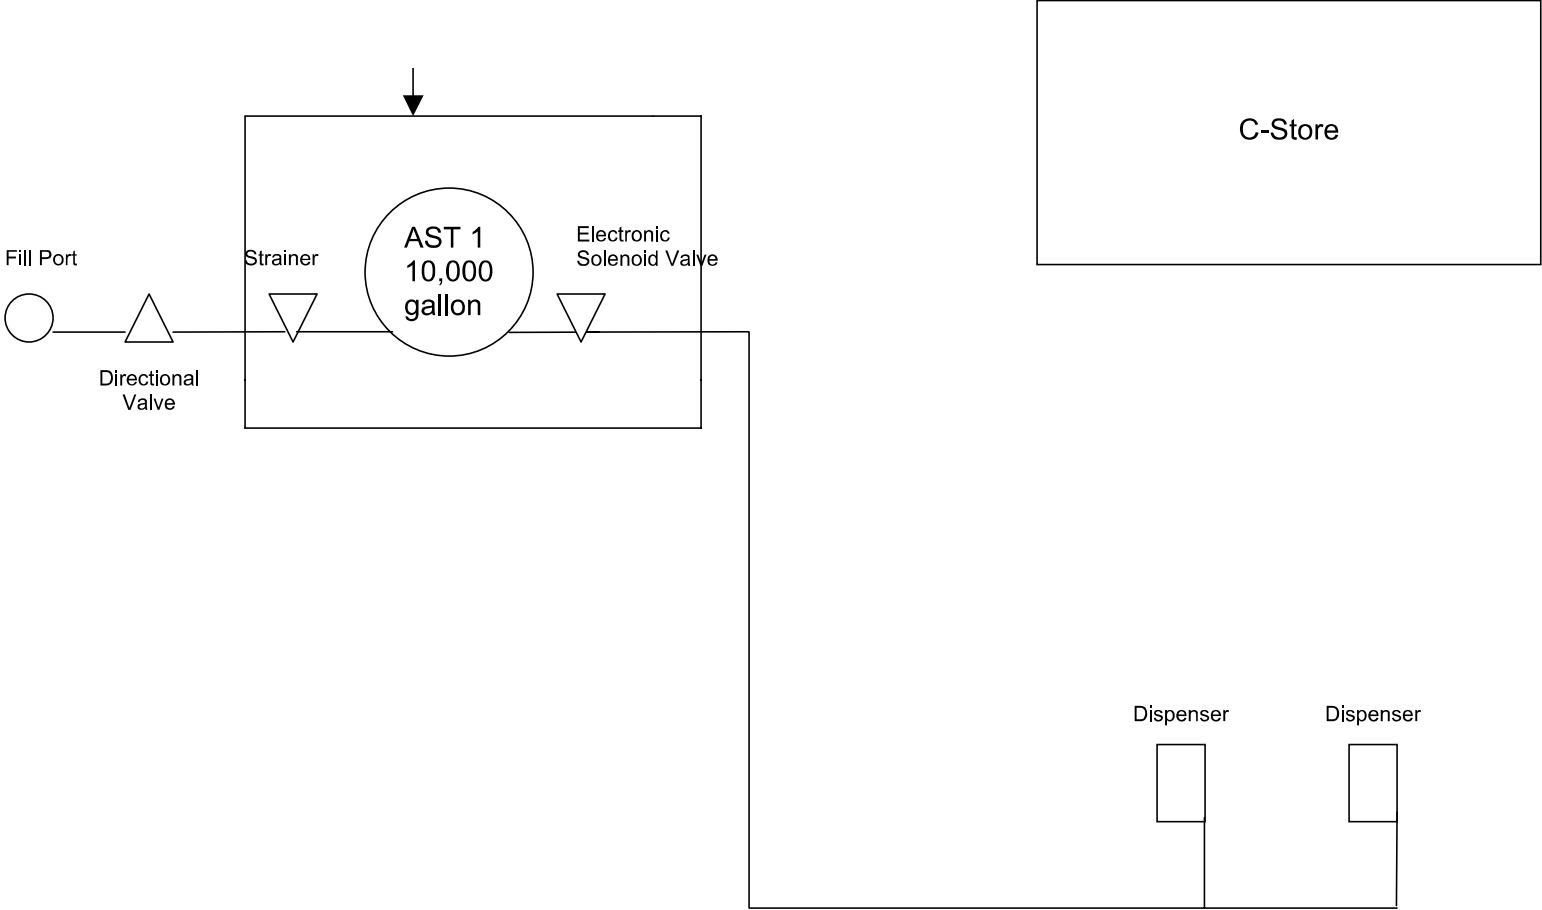 C-Store
Fill Port
Directional
Valve
Strainer
AST 1
10,000
gallon
Electronic
Solenoid Valve
Dispenser
Dispenser